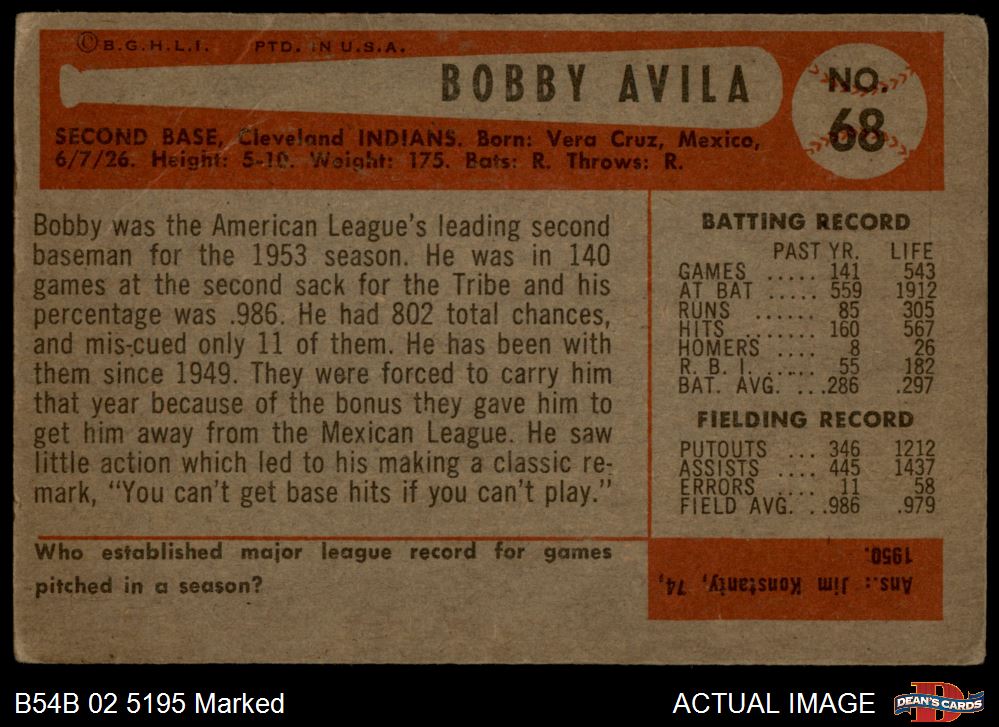 ©B.G.H.L.I. PTD. IN U.S.A.
BOBBY AVILA
NO.
68
SECOND BASE, Cleveland INDIANS. Born: Vera Cruz, Mexico,
6/7/26. Height: 5-10. Weight: 175. Bats: R. Throws: R.
Bobby was the American League's leading second
baseman for the 1953 season. He was in 140
games at the second sack for the Tribe and his
percentage was .986. He had 802 total chances,
and mis-cued only 11 of them. He has been with
them since 1949. They were forced to carry him
that year because of the bonus they gave him to
get him away from the Mexican League. He saw
little action which led to his making a classic re-
mark, "You can't get base hits if you can't play."
BATTING RECORD
PAST YR. LIFE
GAMES ..... 141 543
AT BAT ..... 559 1912
RUNS ..... 85 305
HITS ....... 160 567
HOMERS .... 8 26
R. B. I. ...... 55 182
BAT. AVG. ...286 .297
FIELDING RECORD
PUTOUTS ... 346 1212
ASSISTS .... 445 1437
ERRORS .... 11 58
FIELD AVG. ...986 .979
Who established major league record for games
pitched in a season?
Ans.: Jim Konstanty, 74,
1950.
B54B 02 5195 Marked
ACTUAL IMAGE
D
DEAN'S CARDS